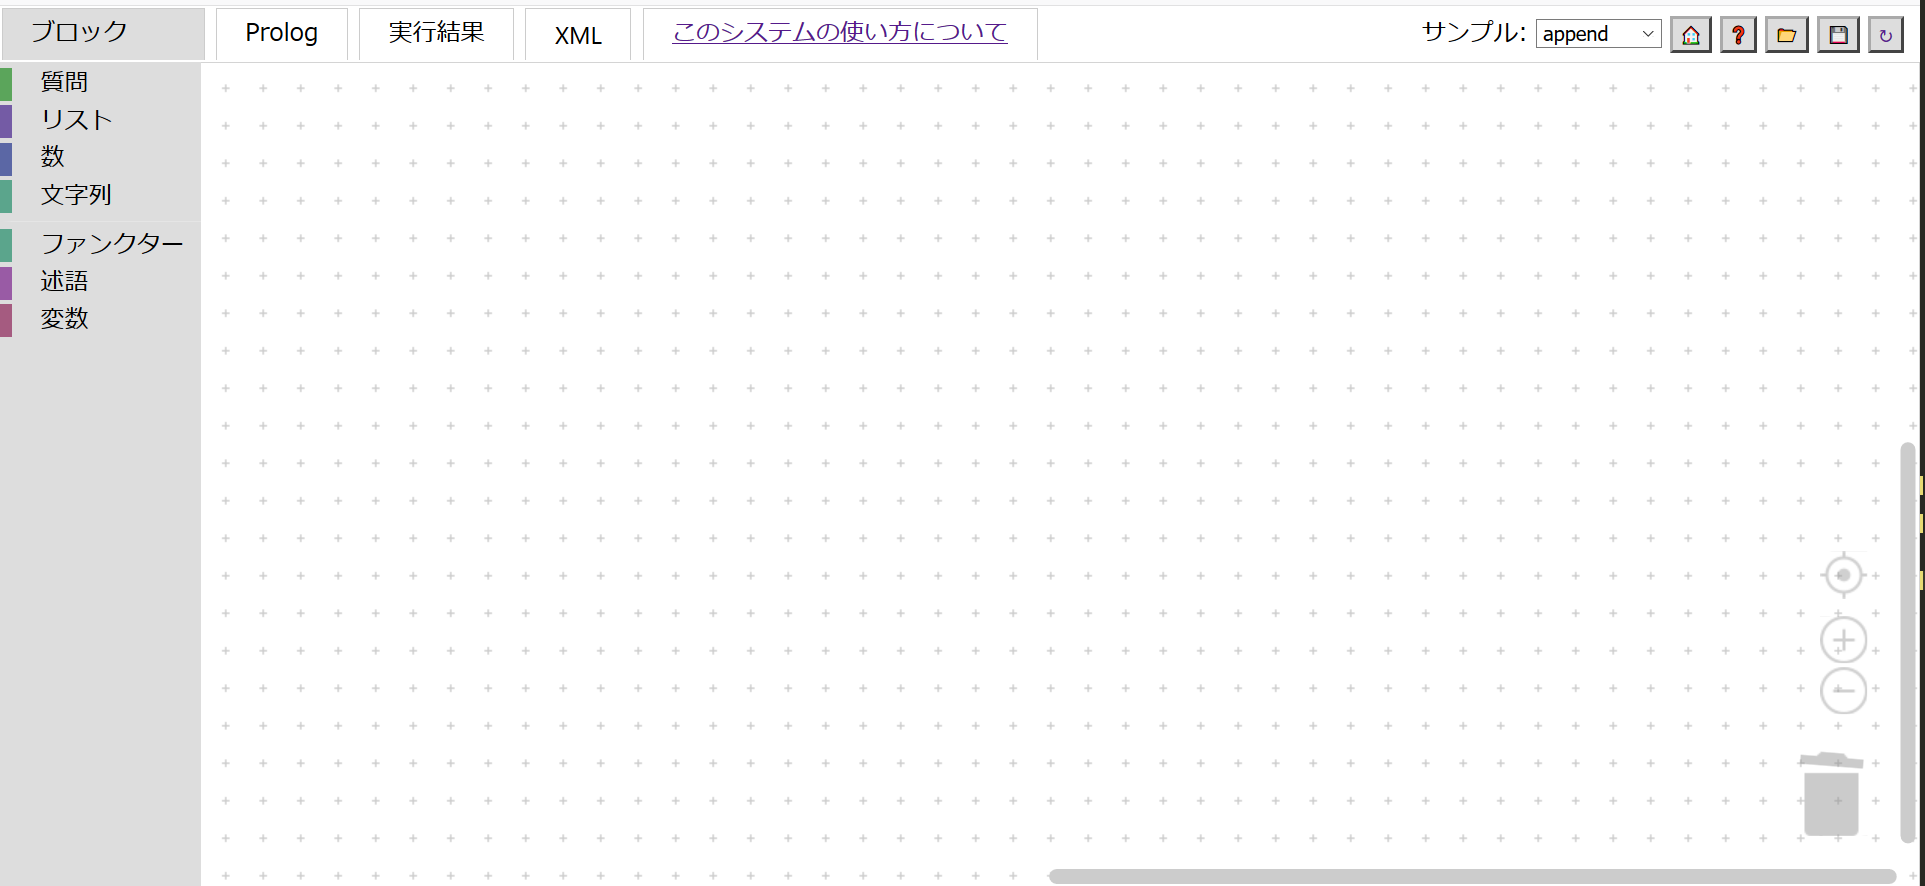 ブロック
Prolog
実行結果
XML
このシステムの使い方について
サンプル: append
質問
リスト
数
文字列
ファンクター
述語
変数